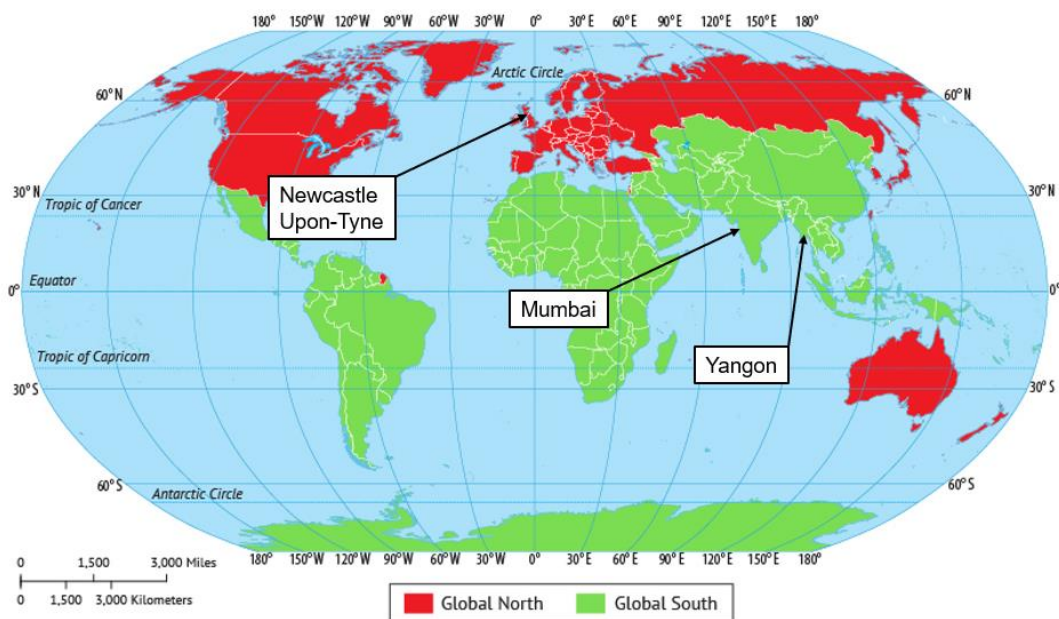 180° 150°W 120°W 90°W 60°W 30°W 0° 30°E 60°E 90°E 120°E 150°E 180°
Arctic Circle
60° N 60° N
Newcastle
Upon-Tyne
30° N 30° N
Tropic of Cancer
Equator
0° 0°
Mumbai
Tropic of Capricorn
Yangon
30° S 30° S
60° S 60° S
Antarctic Circle
180° 150°W 120°W 90°W 60°W 30°W 0° 30°E 60°E 90°E 120°E 150°E 180°
0 1,500 3,000 Miles
0 1,500 3,000 Kilometers
Global North Global South